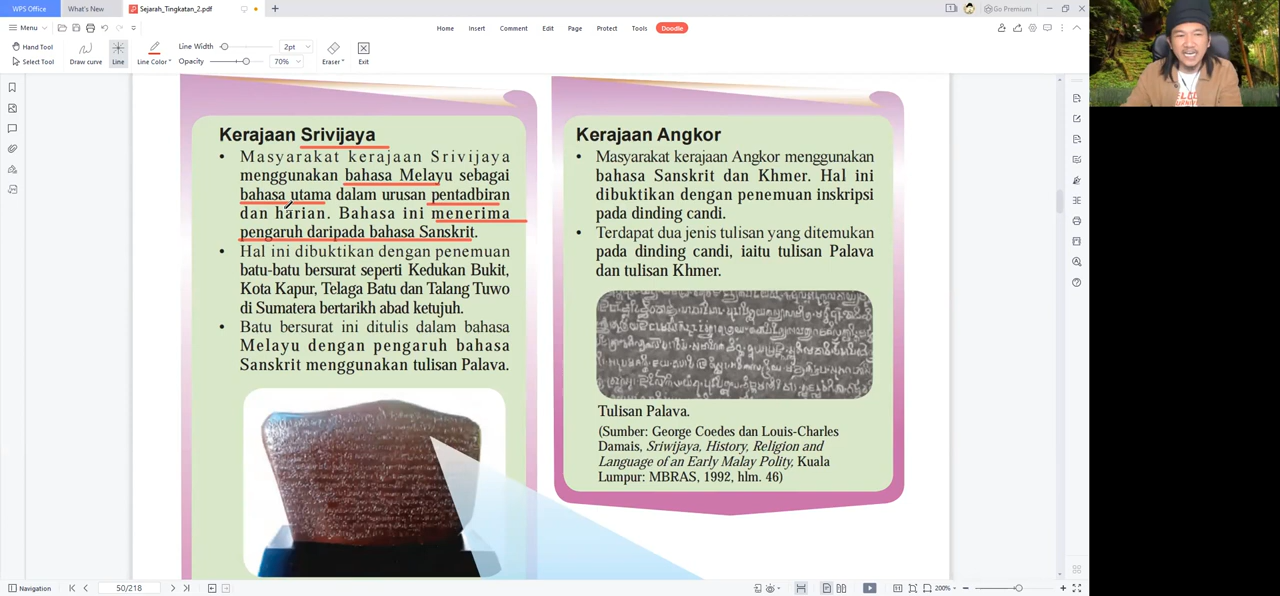 WPS Office
What's New
Sejarah_Tingkatan_2.pdf
1
Go Premium
Menu
Home
Insert
Comment
Edit
Page
Protect
Tools
Doodle
Hand Tool
Select Tool
Draw curve
Line
Line Color
Line Width
2pt
Opacity
70%
Eraser
Exit
Kerajaan Srivijaya
• Masyarakat kerajaan Srivijaya
menggunakan bahasa Melayu sebagai
bahasa utama dalam urusan pentadbiran
dan harian. Bahasa ini menerima
pengaruh daripada bahasa Sanskrit.
• Hal ini dibuktikan dengan penemuan
batu-batu bersurat seperti Kedukan Bukit,
Kota Kapur, Telaga Batu dan Talang Tuwo
di Sumatera bertarikh abad ketujuh.
• Batu bersurat ini ditulis dalam bahasa
Melayu dengan pengaruh bahasa
Sanskrit menggunakan tulisan Palava.
Kerajaan Angkor
• Masyarakat kerajaan Angkor menggunakan
bahasa Sanskrit dan Khmer. Hal ini
dibuktikan dengan penemuan inskripsi
pada dinding candi.
• Terdapat dua jenis tulisan yang ditemukan
pada dinding candi, iaitu tulisan Palava
dan tulisan Khmer.
Tulisan Palava.
(Sumber: George Coedes dan Louis-Charles
Damais, Sriwijaya, History, Religion and
Language of an Early Malay Polity, Kuala
Lumpur: MBRAS, 1992, hlm. 46)
Navigation
50/218
200%